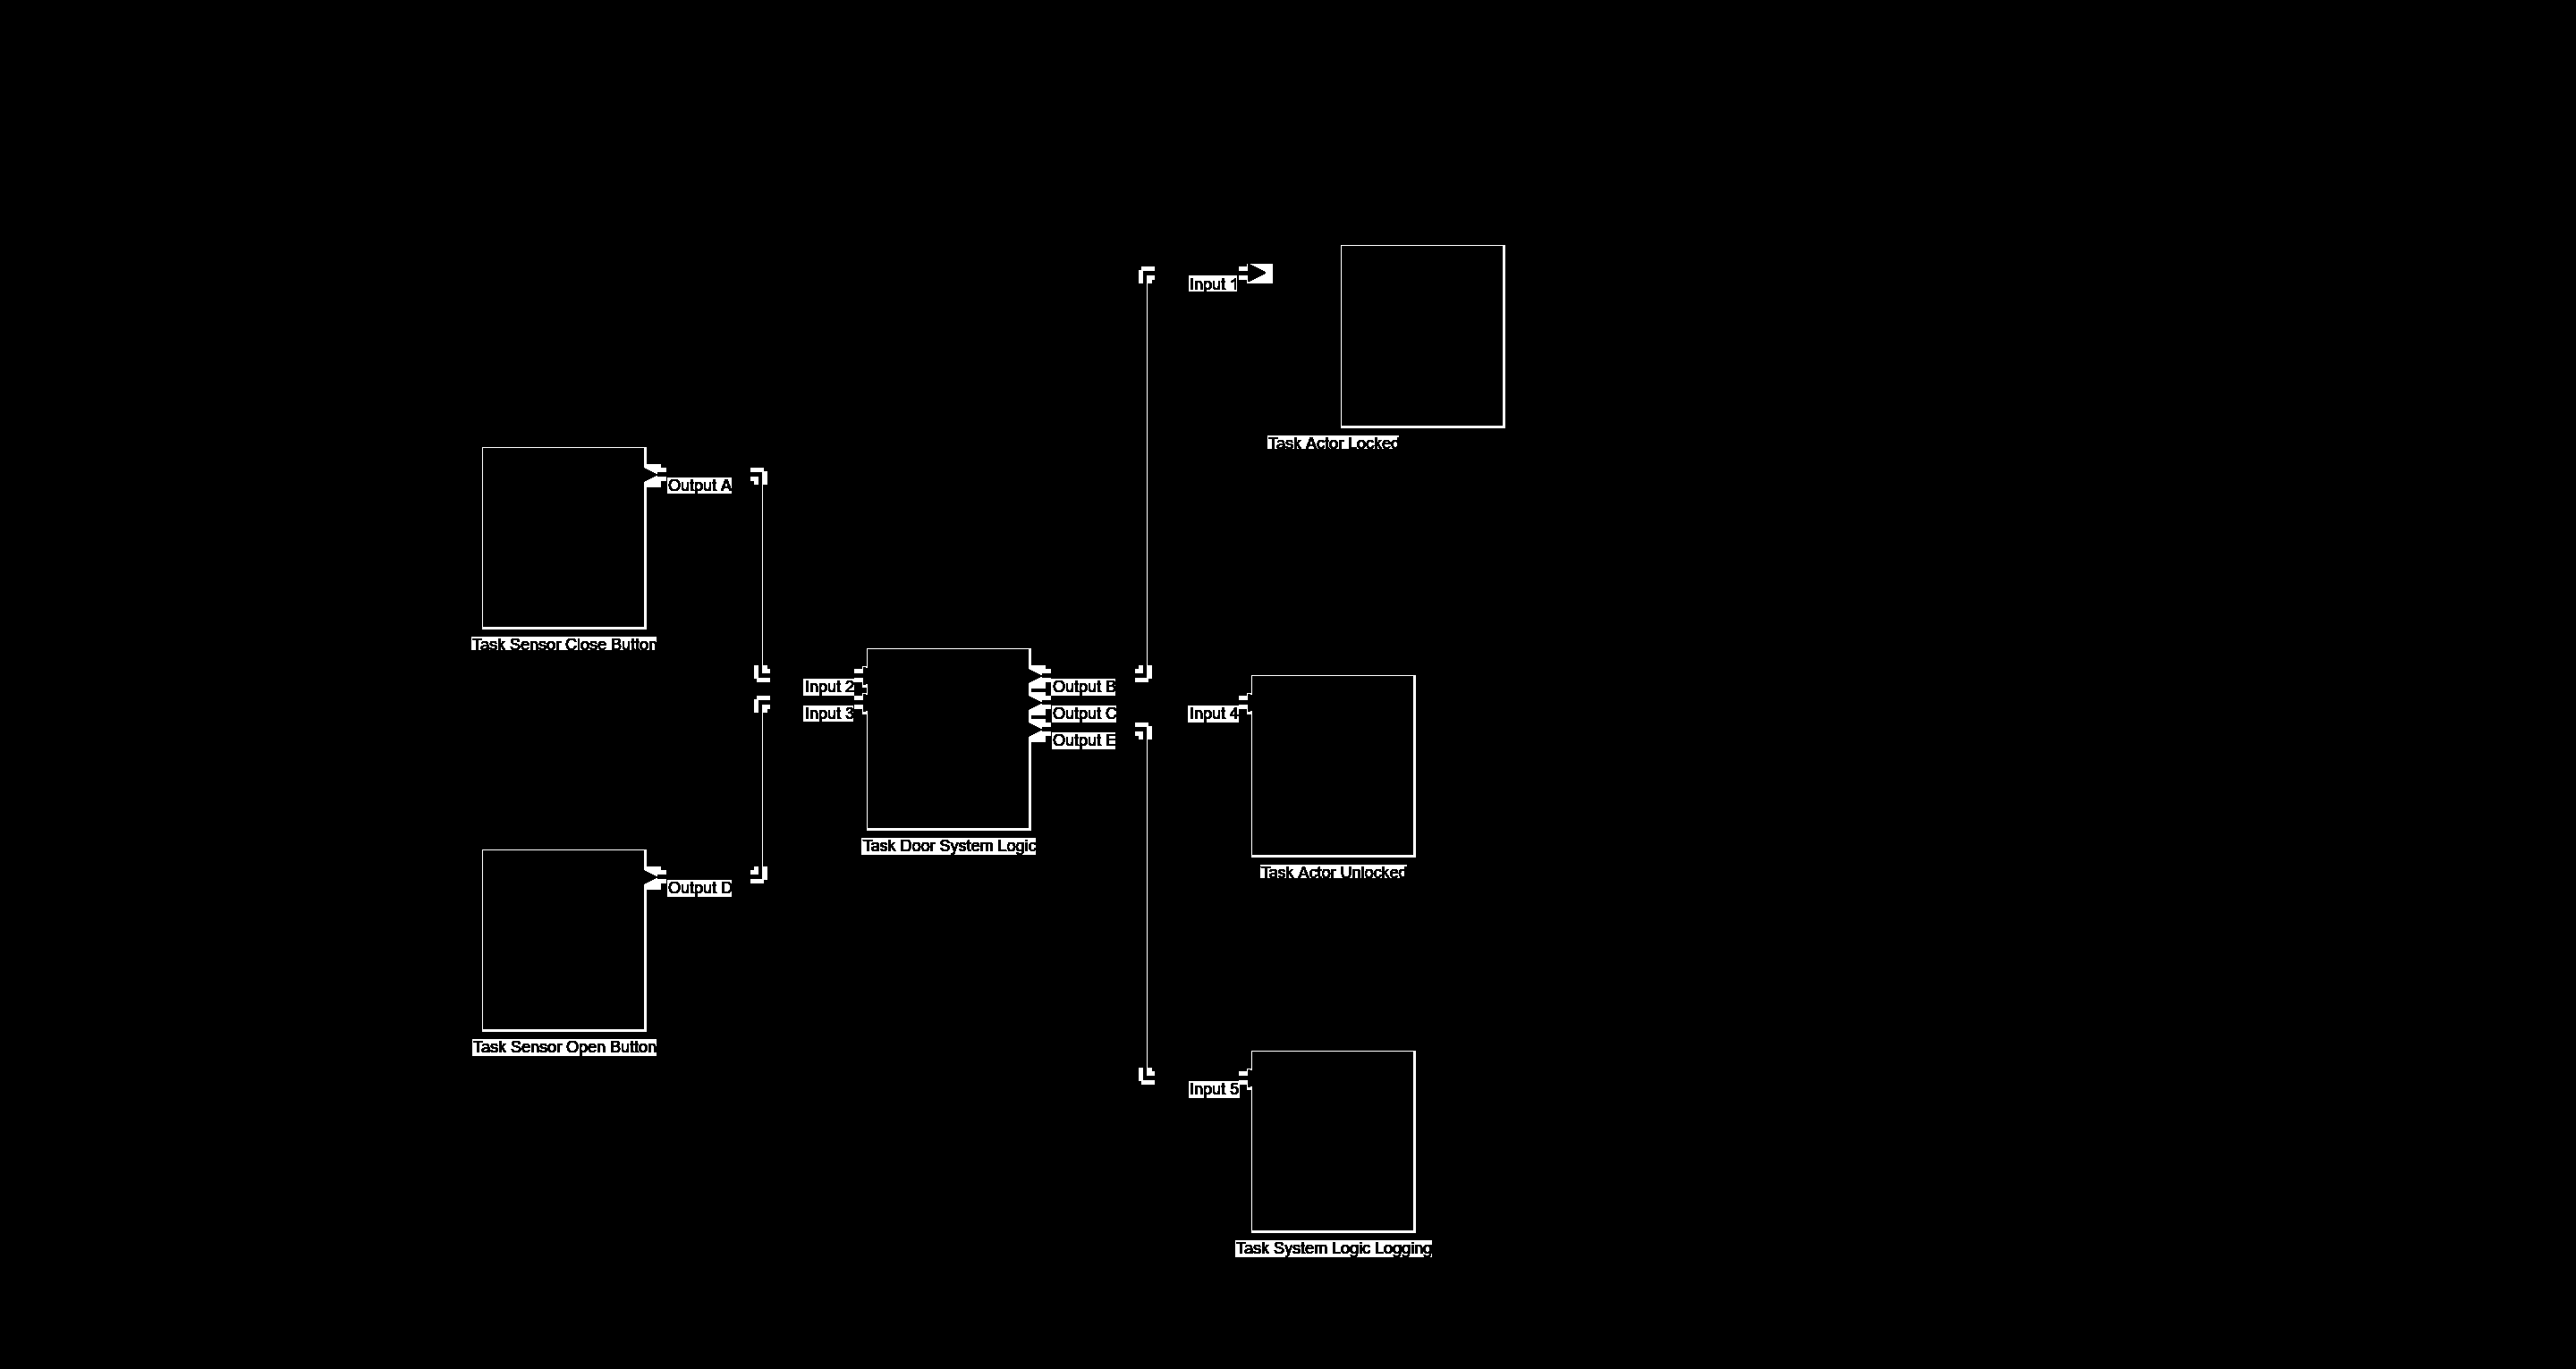 Input 1
Task Actor Locked
Output A
Task Sensor Close Button
Input 2
Output B
Input 3
Output C
Input 4
Output E
Task Door System Logic
Task Actor Unlocked
Output D
Task Sensor Open Button
Input 5
Task System Logic Logging